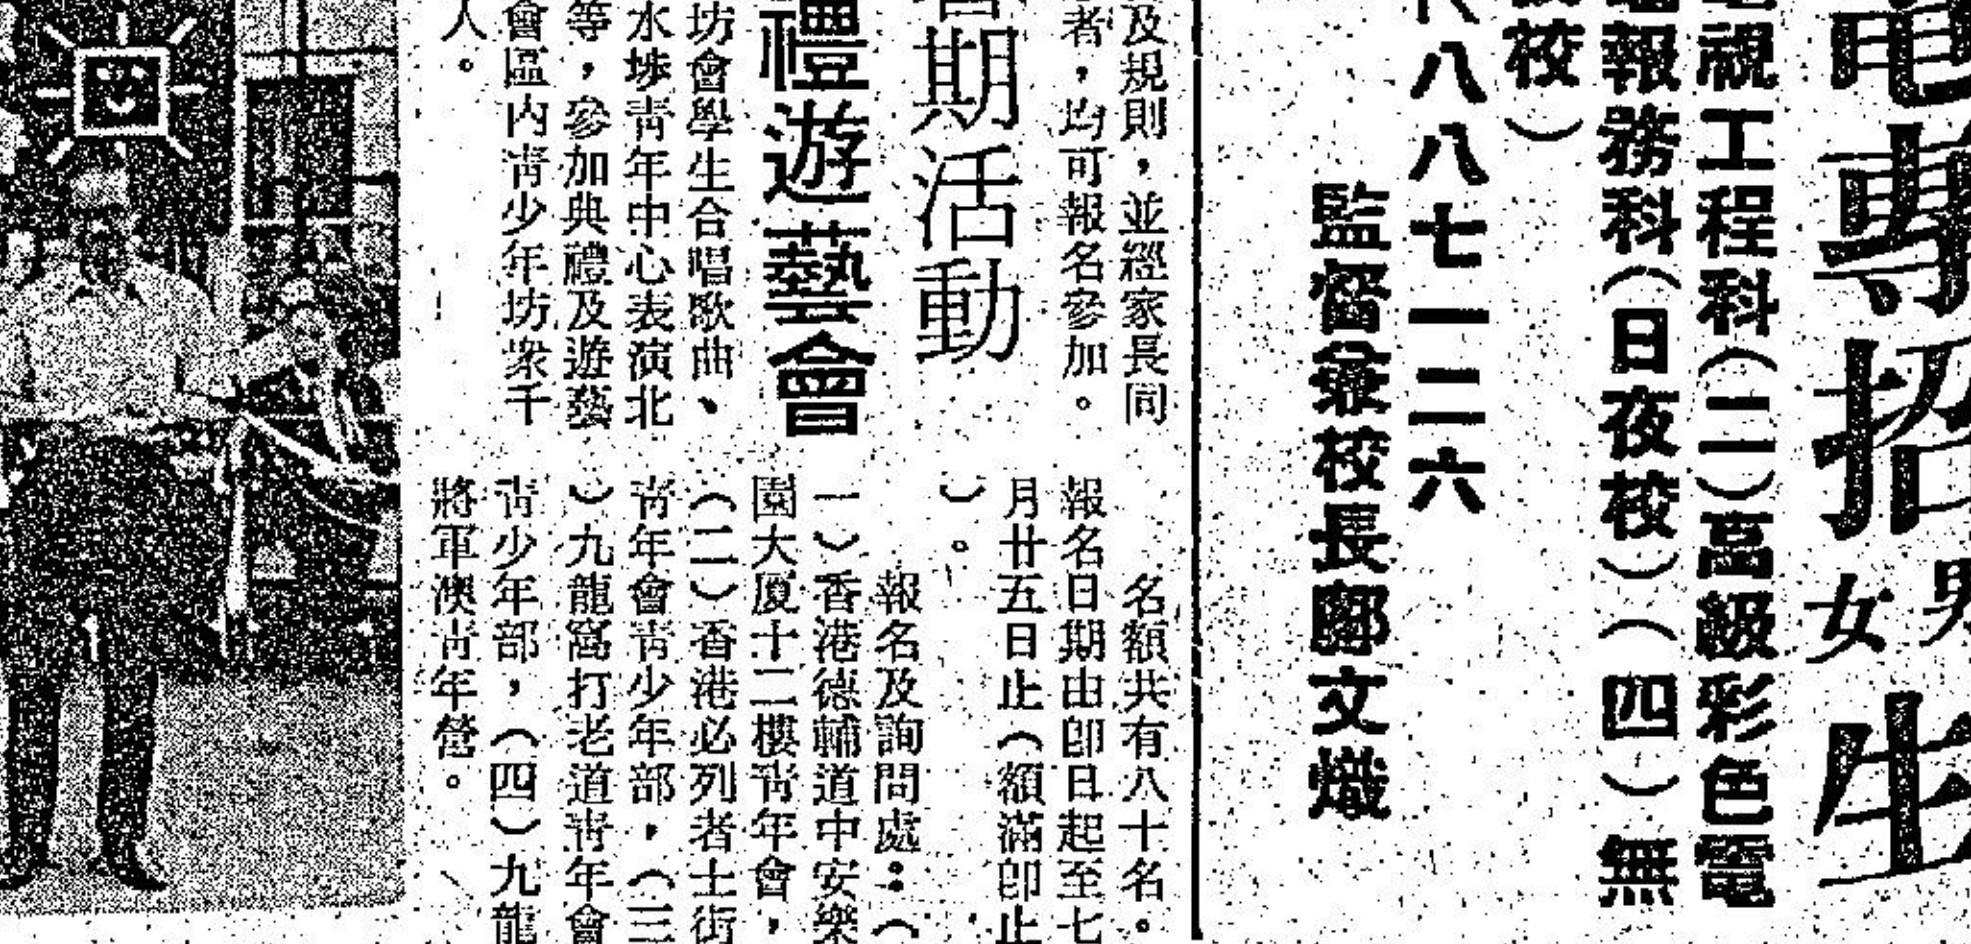 電專招
男女
生
電視工程科（二）高級彩色電
報務科（日夜校）（四）無
校）
八八七一二六
監督兼校長鄺文熾
及規則，並經家長同
者，均可報名參加。
期活動
禮遊藝會
坊會學生合唱歌曲、
水埗青年中心表演北
等，參加典禮及遊藝
會區內青少年坊衆千
人。
名額共有八十名。
報名日期由即日起至七
月廿五日止（額滿即止
）。
報名及詢問處：（
一）香港德輔道中安樂
園大厦十二樓青年會，
（二）香港必列者士街
青年會青少年部，（三
）九龍窩打老道青年會
青少年部，（四）九龍
將軍澳青年營。